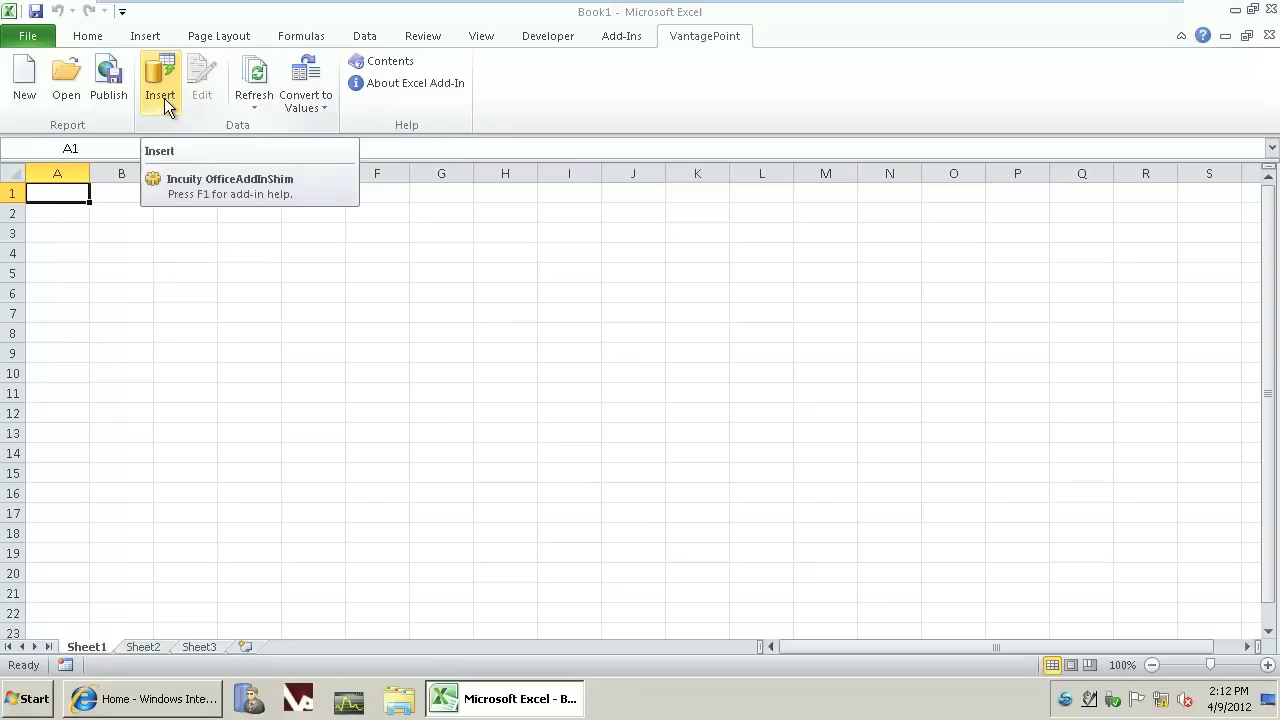 Book1 - Microsoft Excel
File Home Insert Page Layout Formulas Data Review View Developer Add-Ins VantagePoint
New Open Publish Insert Edit Refresh Convert to Values Contents
About Excel Add-In
Report Data Help
A1
Insert
Incuity OfficeAddInShim
Press F1 for add-in help.
A B F G H I J K L M N O P Q R S
1
2
3
4
5
6
7
8
9
10
11
12
13
14
15
16
17
18
19
20
21
22
23
Sheet1 Sheet2 Sheet3
Ready 100%
Start Home - Windows Inte... Microsoft Excel - B... 2:12 PM
4/9/2012